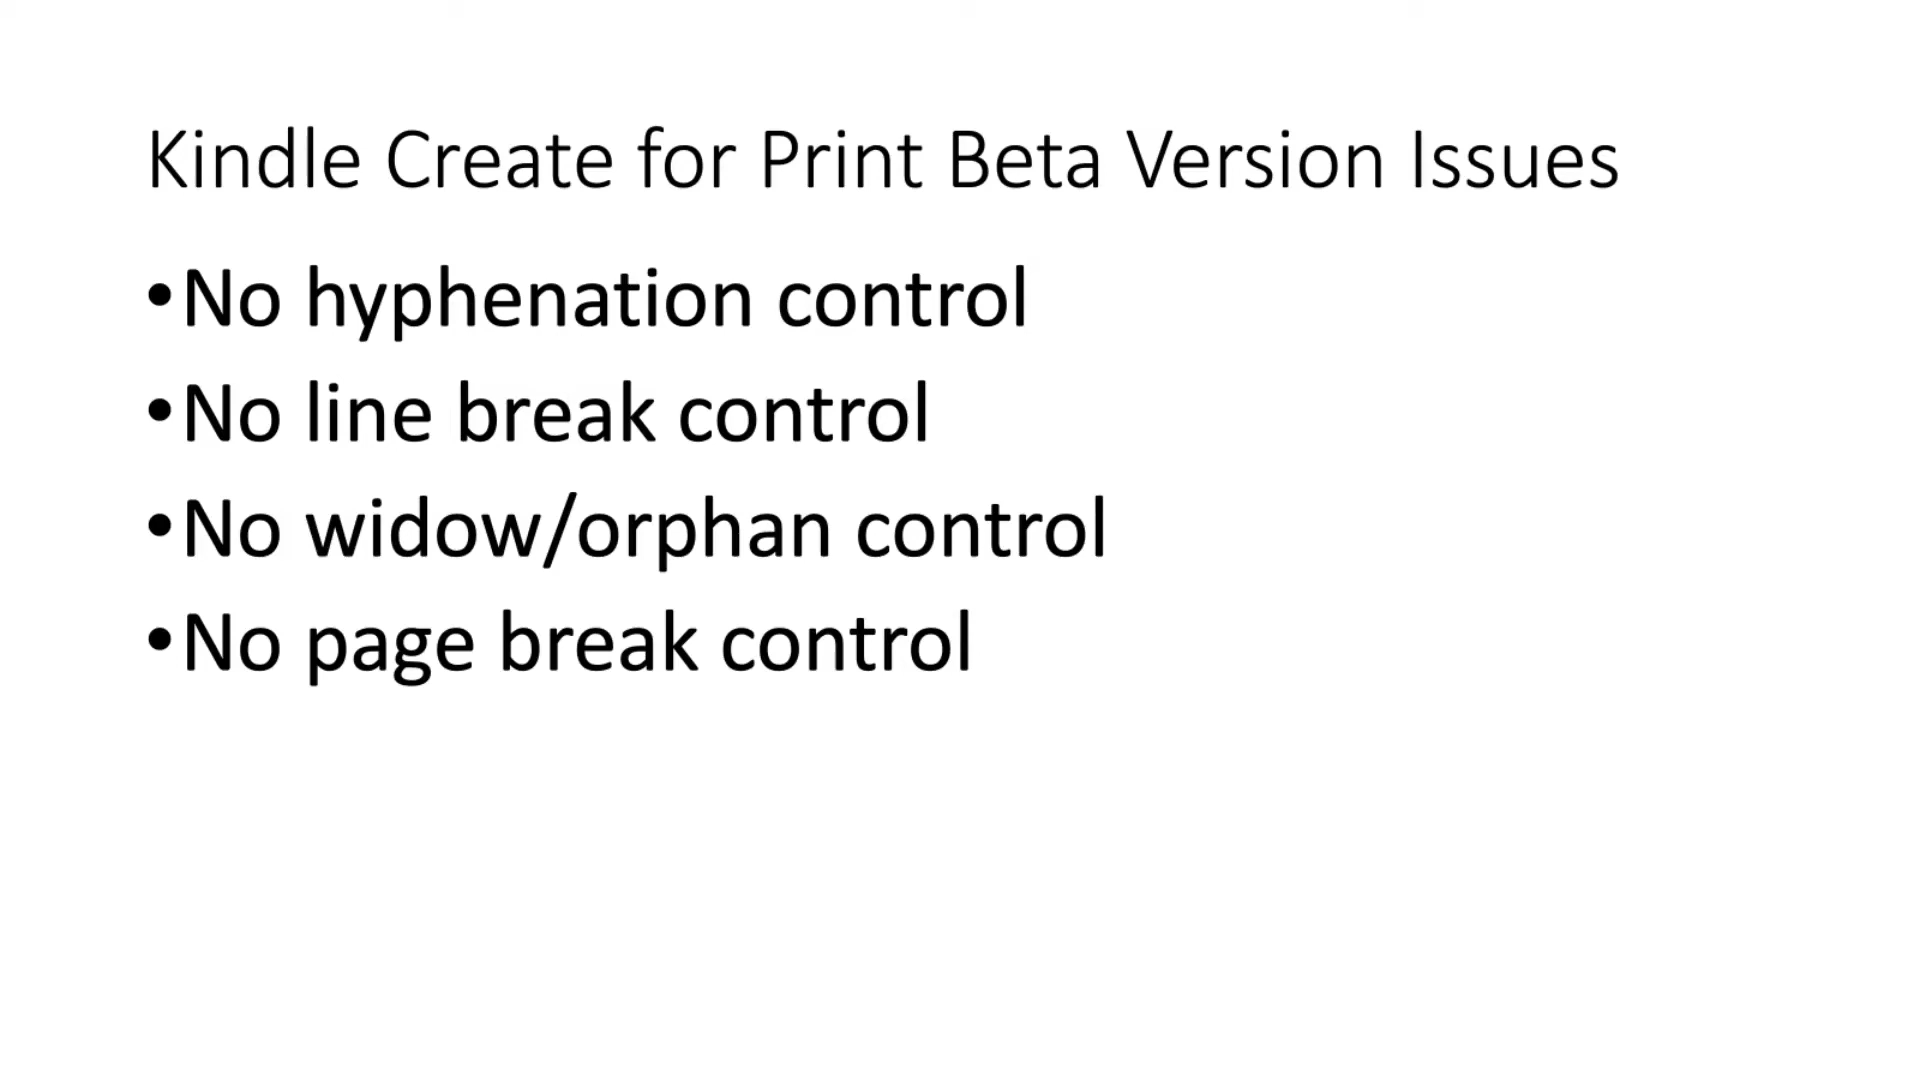 Kindle Create for Print Beta Version Issues
•No hyphenation control
•No line break control
•No widow/orphan control
•No page break control